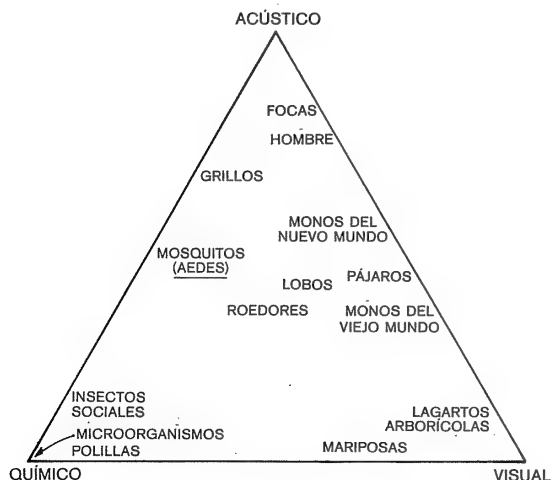 ACÚSTICO
FOCAS
HOMBRE
GRILLOS
MONOS DEL
NUEVO MUNDO
MOSQUITOS
(AEDES)
PÁJAROS
LOBOS
ROEDORES
MONOS DEL
VIEJO MUNDO
INSECTOS
SOCIALES
LAGARTOS
ARBORÍCOLAS
MICROORGANISMOS
MARIPOSAS
POLILLAS
QUÍMICO
VISUAL